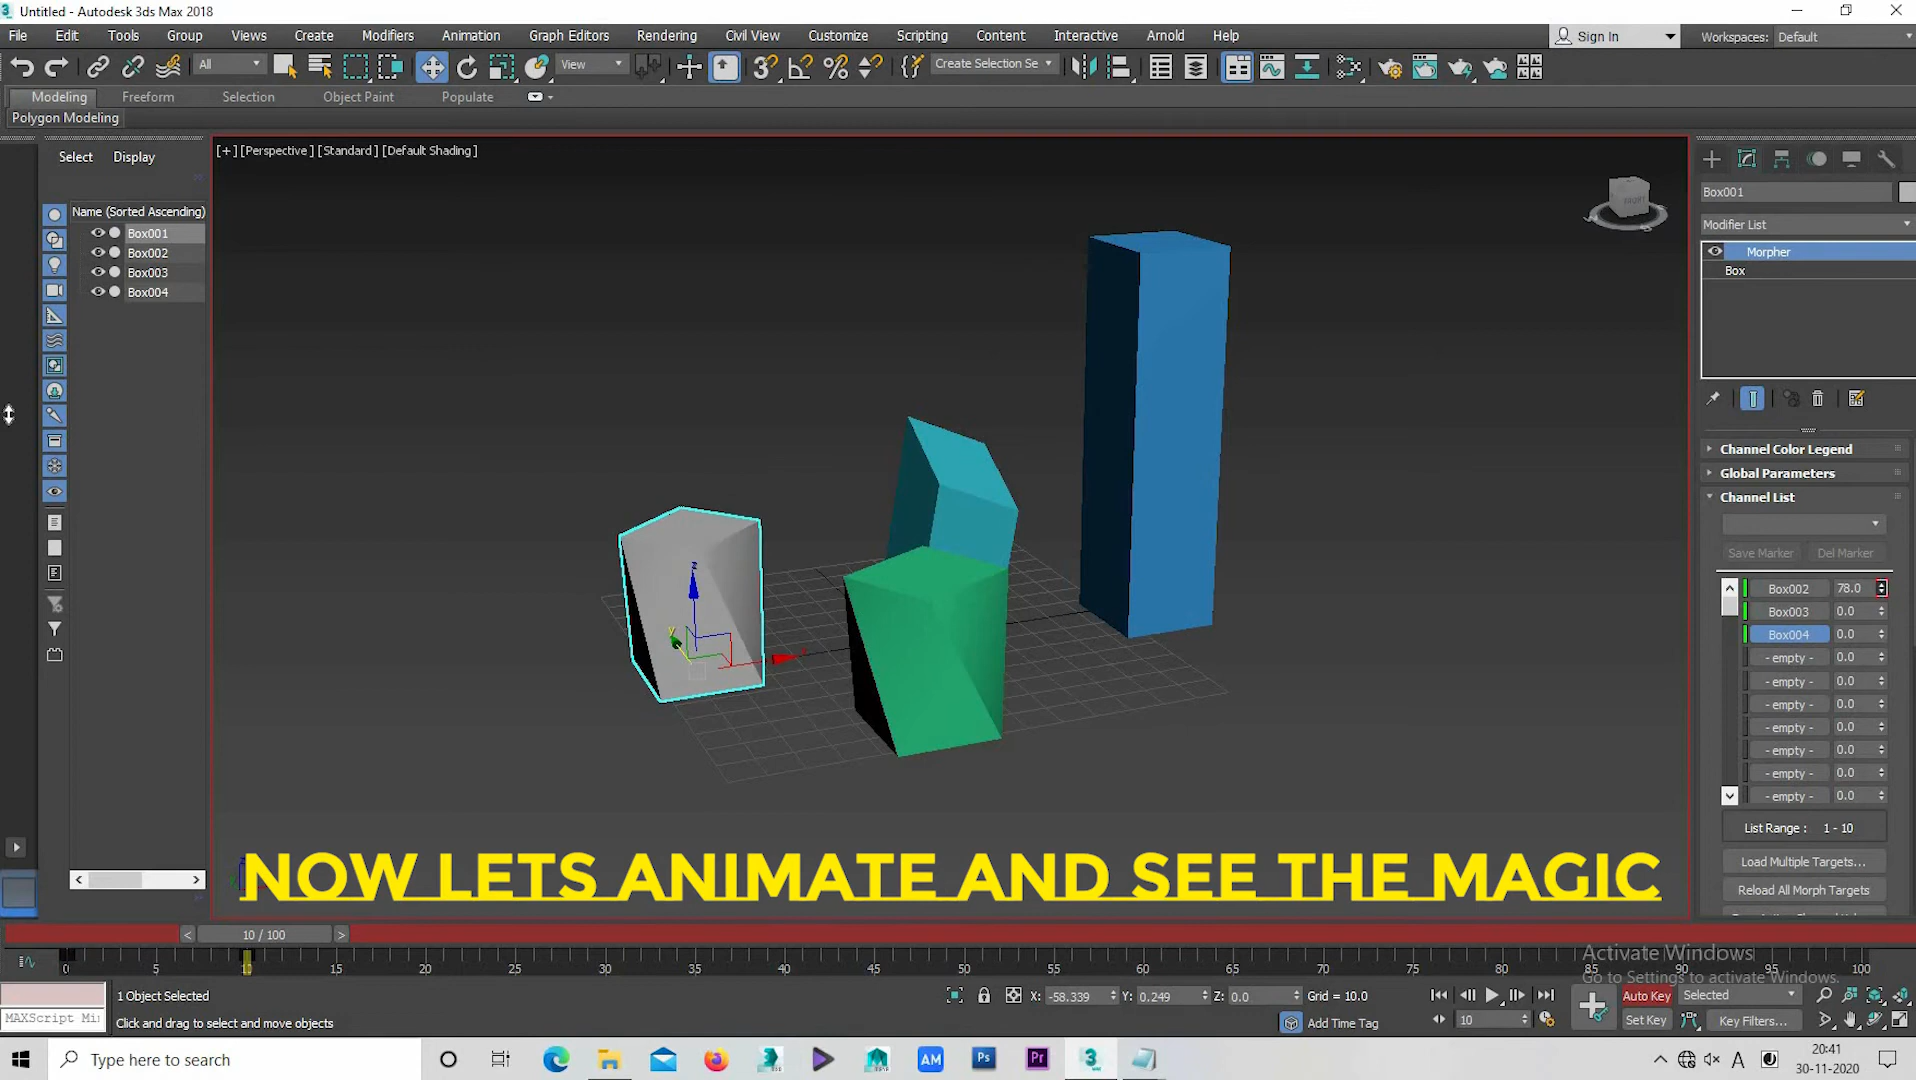 Untitled - Autodesk 3ds Max 2018
File Edit Tools Group Views Create Modifiers Animation Graph Editors Rendering Civil View Customize Scripting Content Interactive Arnold Help Sign In Workspaces: Default
All View Create Selection Se
Modeling Freeform Selection Object Paint Populate
Polygon Modeling
Select Display
[+] [Perspective] [Standard] [Default Shading]
Name (Sorted Ascending)
Box001
Box002
Box003
Box004
Box001
Modifier List
Morpher
Box
Channel Color Legend
Global Parameters
Channel List
Save Marker Del Marker
Box002 78.0
Box003 0.0
Box004 0.0
- empty - 0.0
- empty - 0.0
- empty - 0.0
- empty - 0.0
- empty - 0.0
- empty - 0.0
- empty - 0.0
List Range : 1 - 10
Load Multiple Targets...
Reload All Morph Targets
NOW LETS ANIMATE AND SEE THE MAGIC
10 / 100
0 5 10 15 20 25 30 35 40 45 50 55 60 65 70 75 80 85 90 95 100
Activate Windows
Go to Settings to activate Windows.
1 Object Selected
X: -58.339 Y: 0.249 Z: 0.0 Grid = 10.0
Auto Key Selected
MAXScript Mi
Click and drag to select and move objects
Add Time Tag
10
Set Key Key Filters...
Type here to search
AM Ps Pr 3 A
20:41
30-11-2020